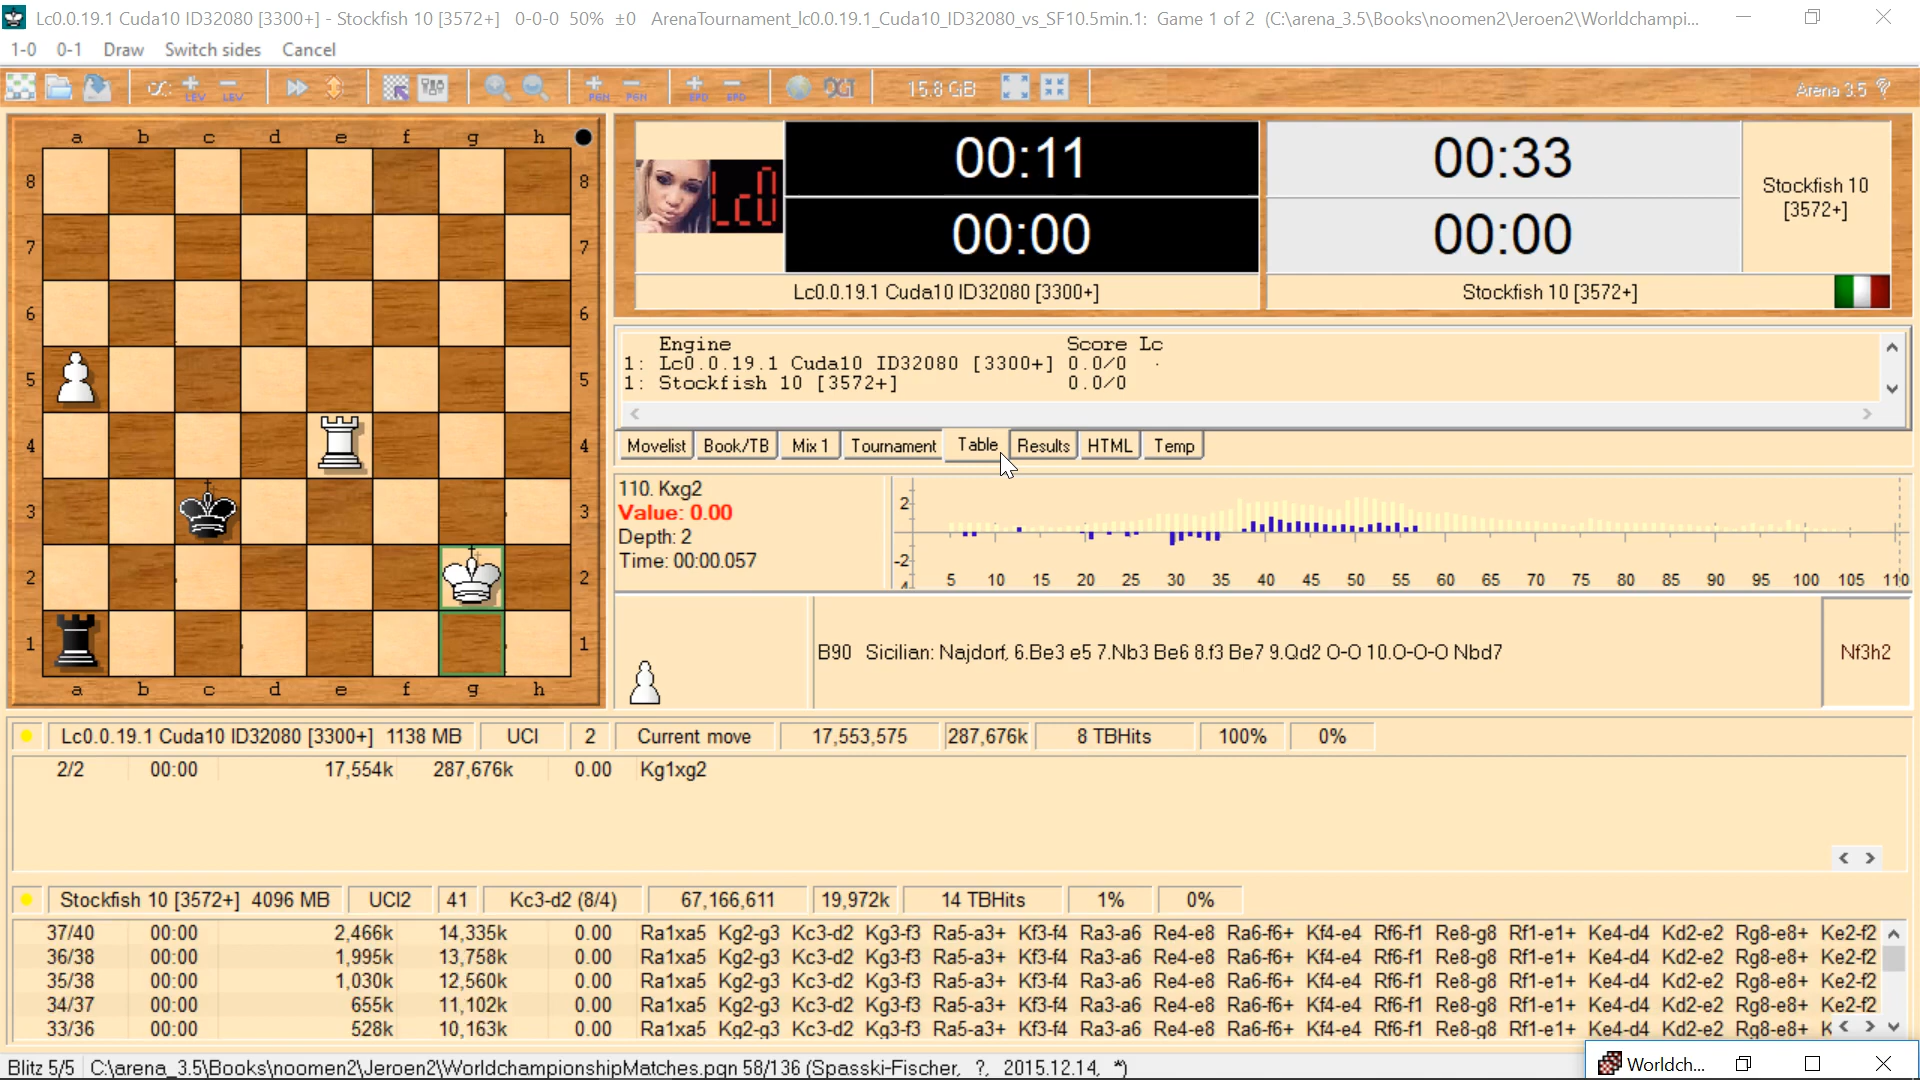 Lc0.0.19.1 Cuda10 ID32080 [3300+] - Stockfish 10 [3572+] 0-0-0 50% ±0 ArenaTournament_lc0.0.19.1_Cuda10_ID32080_vs_SF10.5min.1: Game 1 of 2 (C:\arena_3.5\Books\noomen2\Jeroen2\Worldchampi...
1-0 0-1 Draw Switch sides Cancel
LEV LEV PGN PGN EPD EPD DGT 15.8 GiB Arena 3.5 ?
a b c d e f g h
8 8
7 7
6 6
5 5
4 4
3 3
2 2
1 1
a b c d e f g h
Lc0
00:11 00:33
00:00 00:00
Stockfish 10
[3572+]
Lc0.0.19.1 Cuda10 ID32080 [3300+] Stockfish 10 [3572+]
Engine Score Lc
1: Lc0.0.19.1 Cuda10 ID32080 [3300+] 0.0/0 ·
1: Stockfish 10 [3572+] 0.0/0
Movelist Book/TB Mix 1 Tournament Table Results HTML Temp
110. Kxg2
Value: 0.00
Depth: 2
Time: 00:00.057
2
-2
5 10 15 20 25 30 35 40 45 50 55 60 65 70 75 80 85 90 95 100 105 110
B90 Sicilian: Najdorf, 6.Be3 e5 7.Nb3 Be6 8.f3 Be7 9.Qd2 O-O 10.O-O-O Nbd7
Nf3h2
Lc0.0.19.1 Cuda10 ID32080 [3300+] 1138 MB UCI 2 Current move 17,553,575 287,676k 8 TBHits 100% 0%
2/2 00:00 17,554k 287,676k 0.00 Kg1xg2
Stockfish 10 [3572+] 4096 MB UCI2 41 Kc3-d2 (8/4) 67,166,611 19,972k 14 TBHits 1% 0%
37/40 00:00 2,466k 14,335k 0.00 Ra1xa5 Kg2-g3 Kc3-d2 Kg3-f3 Ra5-a3+ Kf3-f4 Ra3-a6 Re4-e8 Ra6-f6+ Kf4-e4 Rf6-f1 Re8-g8 Rf1-e1+ Ke4-d4 Kd2-e2 Rg8-e8+ Ke2-f2
36/38 00:00 1,995k 13,758k 0.00 Ra1xa5 Kg2-g3 Kc3-d2 Kg3-f3 Ra5-a3+ Kf3-f4 Ra3-a6 Re4-e8 Ra6-f6+ Kf4-e4 Rf6-f1 Re8-g8 Rf1-e1+ Ke4-d4 Kd2-e2 Rg8-e8+ Ke2-f2
35/38 00:00 1,030k 12,560k 0.00 Ra1xa5 Kg2-g3 Kc3-d2 Kg3-f3 Ra5-a3+ Kf3-f4 Ra3-a6 Re4-e8 Ra6-f6+ Kf4-e4 Rf6-f1 Re8-g8 Rf1-e1+ Ke4-d4 Kd2-e2 Rg8-e8+ Ke2-f2
34/37 00:00 655k 11,102k 0.00 Ra1xa5 Kg2-g3 Kc3-d2 Kg3-f3 Ra5-a3+ Kf3-f4 Ra3-a6 Re4-e8 Ra6-f6+ Kf4-e4 Rf6-f1 Re8-g8 Rf1-e1+ Ke4-d4 Kd2-e2 Rg8-e8+ Ke2-f2
33/36 00:00 528k 10,163k 0.00 Ra1xa5 Kg2-g3 Kc3-d2 Kg3-f3 Ra5-a3+ Kf3-f4 Ra3-a6 Re4-e8 Ra6-f6+ Kf4-e4 Rf6-f1 Re8-g8 Rf1-e1+ Ke4-d4 Kd2-e2 Rg8-e8+ K
Blitz 5/5 C:\arena_3.5\Books\noomen2\Jeroen2\WorldchampionshipMatches.pgn 58/136 (Spasski-Fischer, ?, 2015.12.14, *)
Worldch...